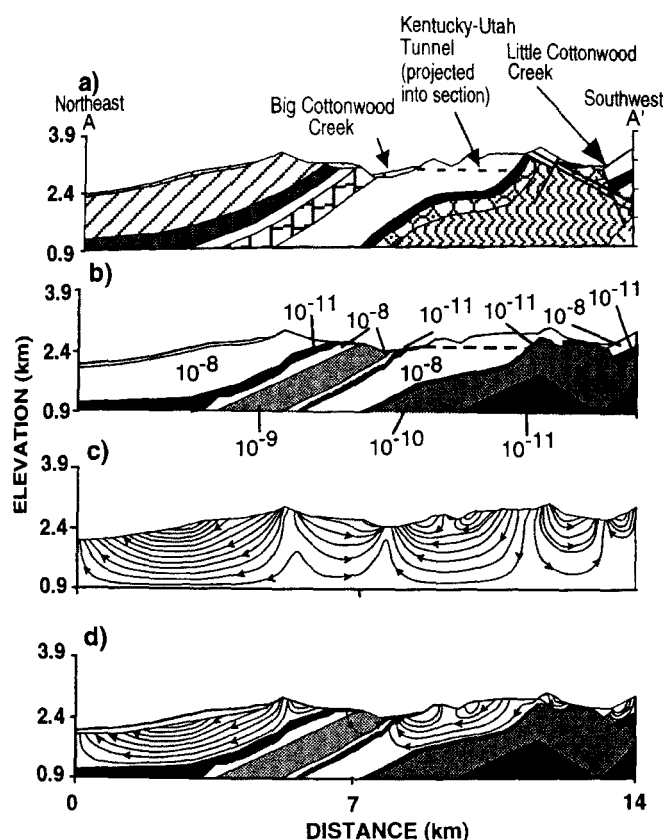 Kentucky-Utah
Tunnel
(projected
into section)
Little Cottonwood
Creek
a)
Northeast
A
Big Cottonwood
Creek
Southwest
A'
3.9
2.4
0.9
b)
3.9
2.4
0.9
10-11
10-8
10-11
10-11
10-8
10-11
10-8
10-8
10-9
10-10
10-11
c)
3.9
2.4
0.9
d)
3.9
2.4
0.9
0
7
14
ELEVATION (km)
DISTANCE (km)